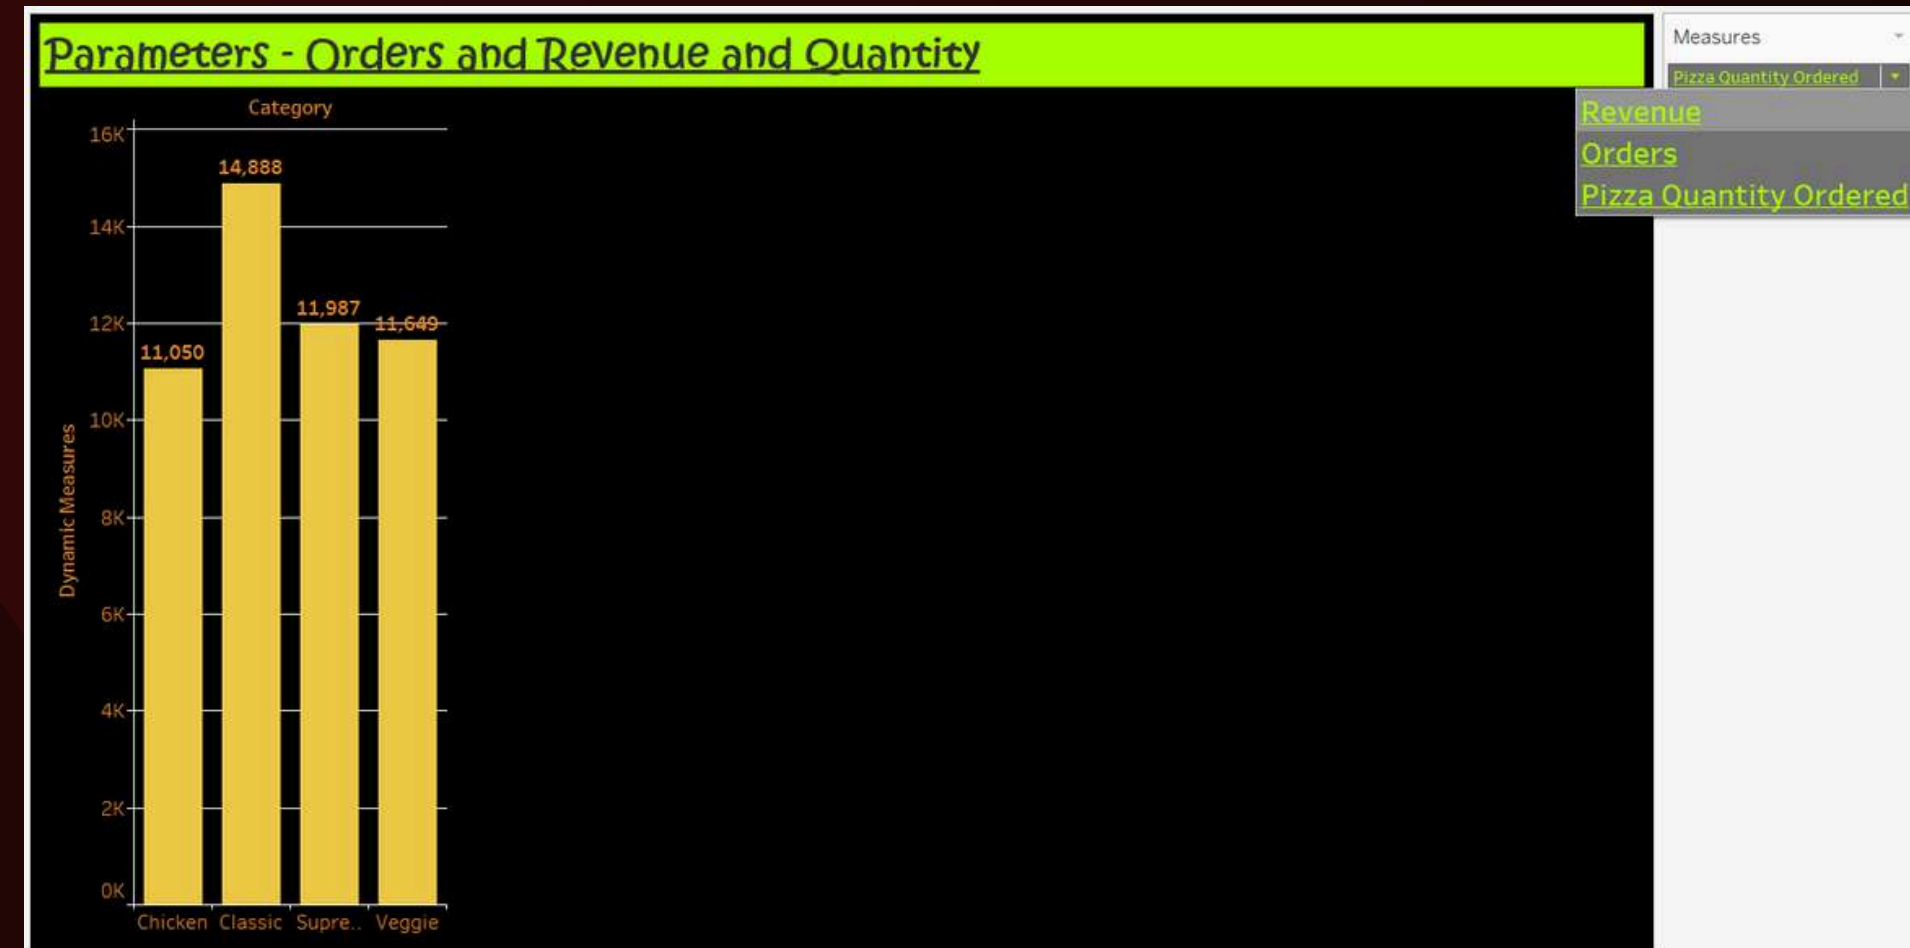 Parameters - Orders and Revenue and Quantity
Measures
Pizza Quantity Ordered
Revenue
Orders
Pizza Quantity Ordered
Category
16K
14K
12K
10K
8K
6K
4K
2K
0K
Dynamic Measures
14,888
11,987
11,649
11,050
Chicken Classic Supre.. Veggie